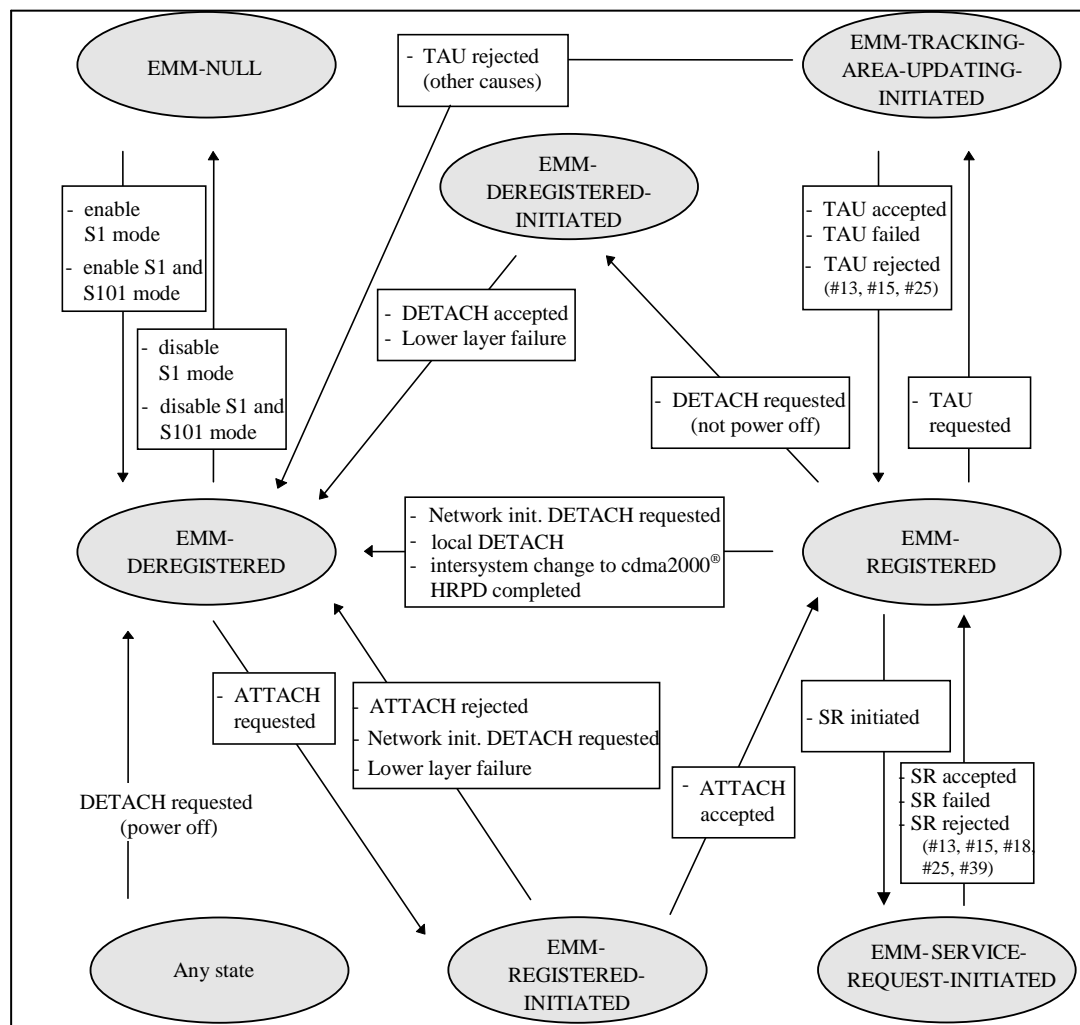 EMM-NULL
- TAU rejected
(other causes)
EMM-TRACKING-
AREA-UPDATING-
INITIATED
EMM-
DEREGISTERED-
INITIATED
- enable
S1 mode
- enable S1 and
S101 mode
- TAU accepted
- TAU failed
- TAU rejected
(#13, #15, #25)
- DETACH accepted
- Lower layer failure
- disable
S1 mode
- disable S1 and
S101 mode
- DETACH requested
(not power off)
- TAU
requested
EMM-
DEREGISTERED
- Network init. DETACH requested
- local DETACH
- intersystem change to cdma2000®
HRPD completed
EMM-
REGISTERED
- ATTACH
requested
- ATTACH rejected
- Network init. DETACH requested
- Lower layer failure
- SR initiated
DETACH requested
(power off)
- ATTACH
accepted
- SR accepted
- SR failed
- SR rejected
(#13, #15, #18,
#25, #39)
Any state
EMM-
REGISTERED-
INITIATED
EMM-SERVICE-
REQUEST-INITIATED